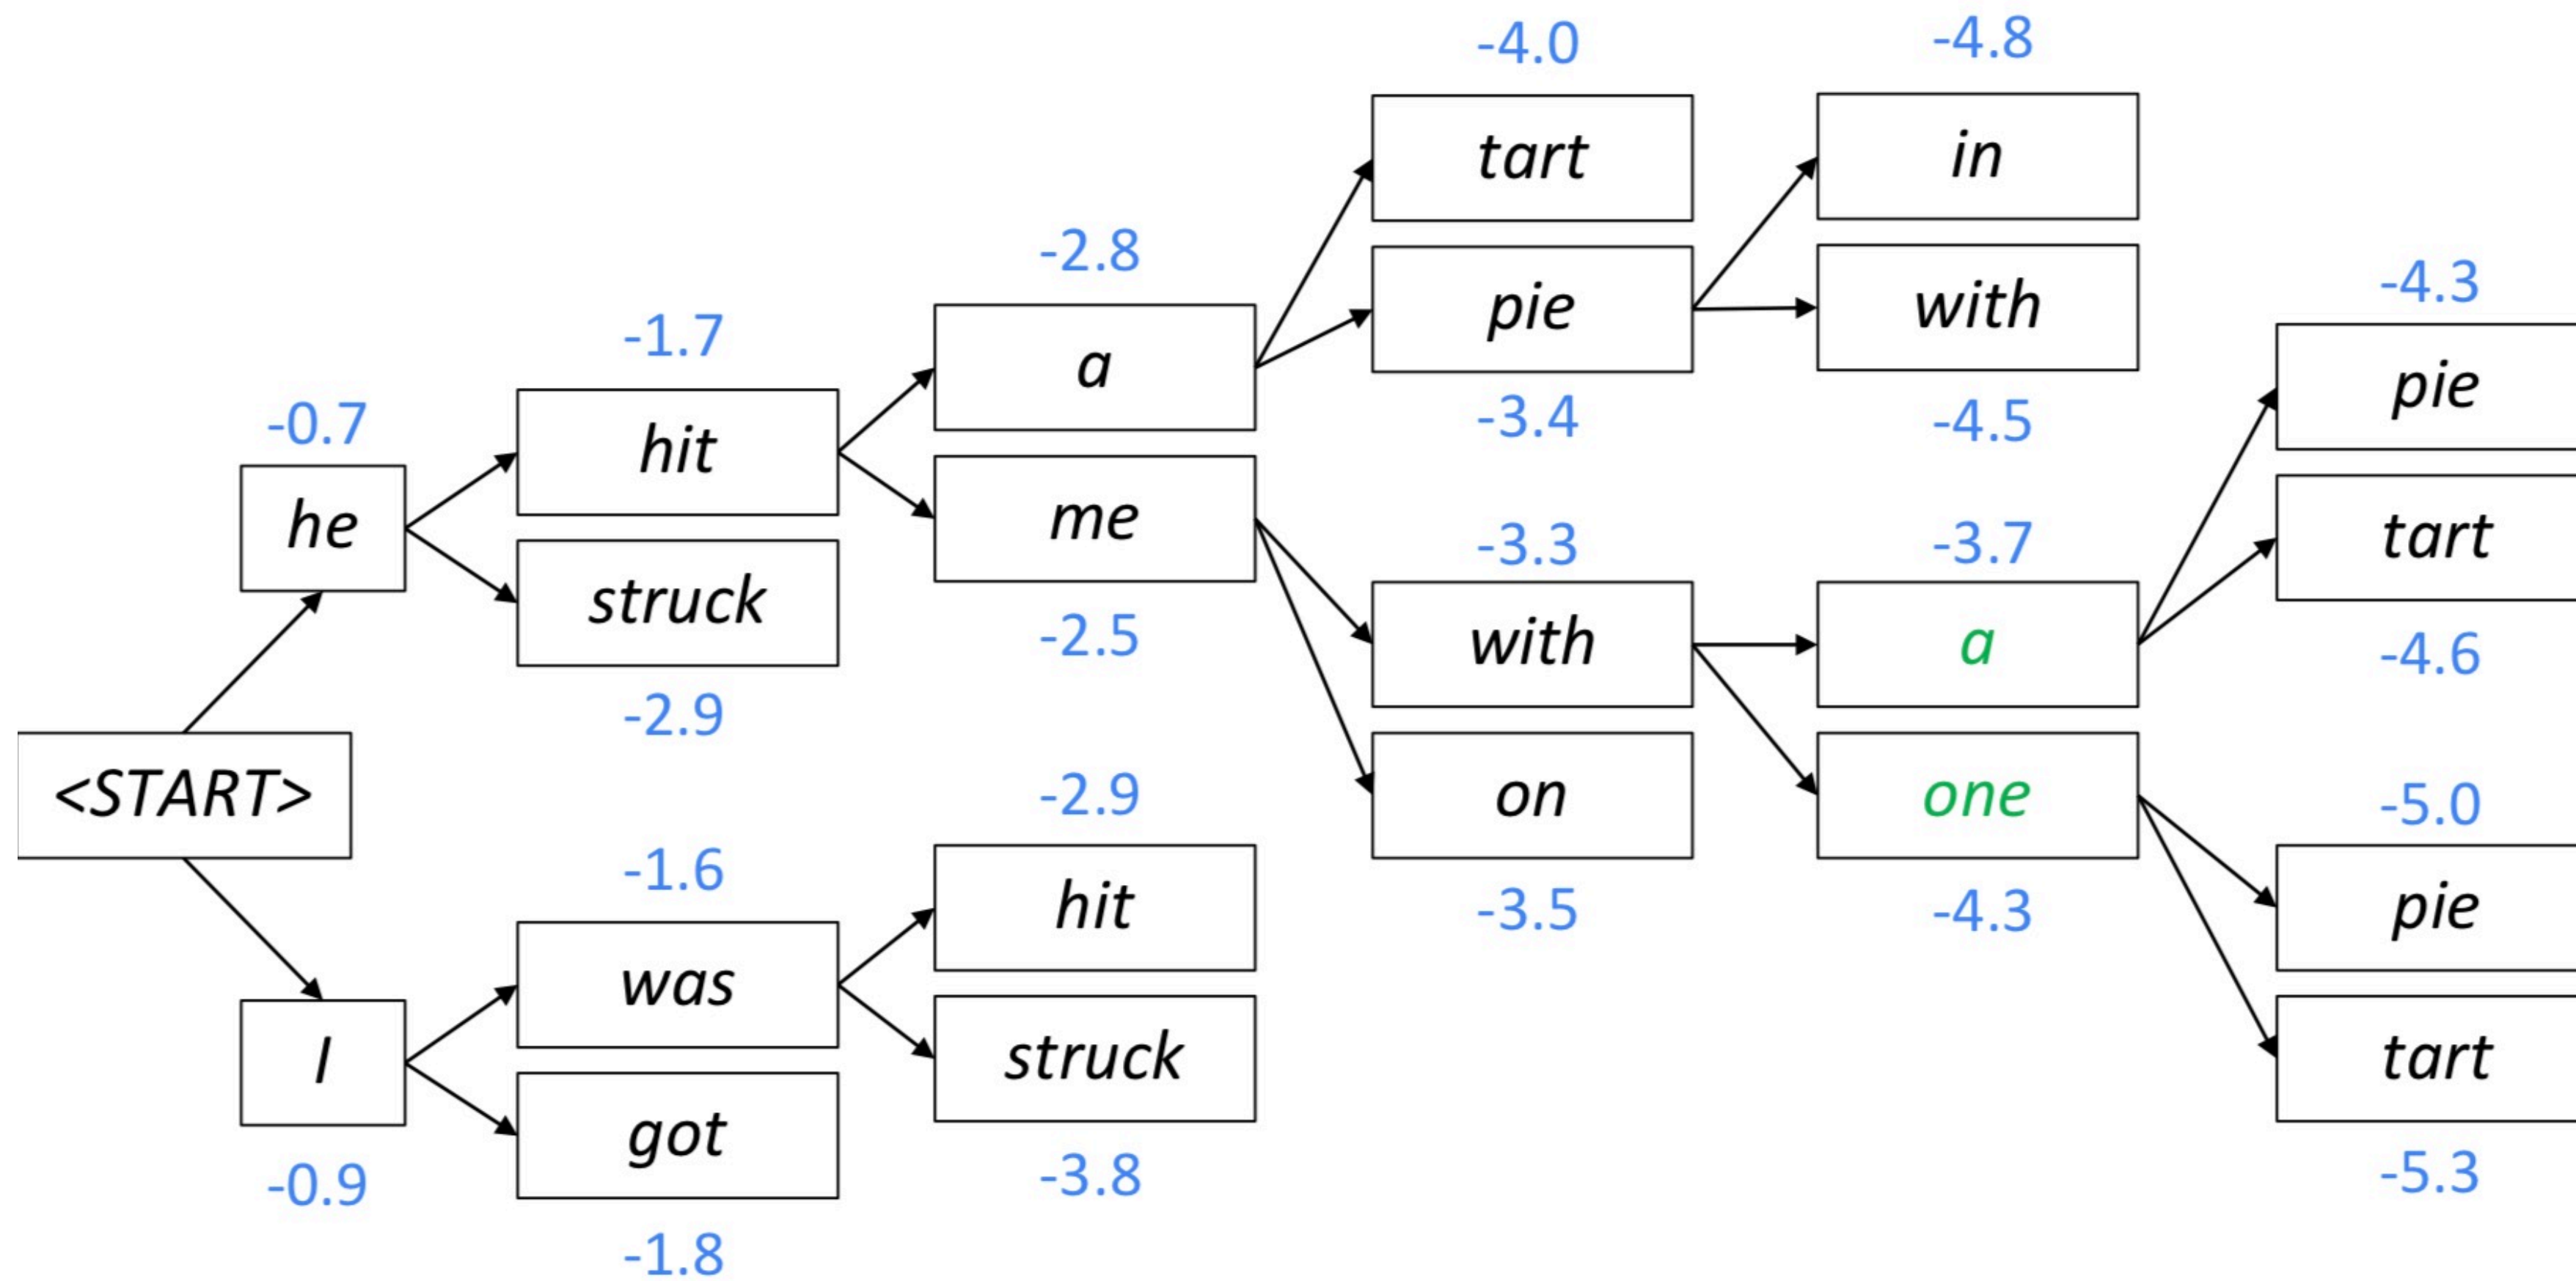 <START>
-0.7
he
I
-0.9
-1.7
hit
struck
-2.9
-1.6
was
got
-1.8
-2.8
a
me
-2.5
-2.9
hit
struck
-3.8
-4.0
tart
pie
-3.4
-3.3
with
on
-3.5
-4.8
in
with
-4.5
-3.7
a
one
-4.3
-4.3
pie
tart
-4.6
-5.0
pie
tart
-5.3